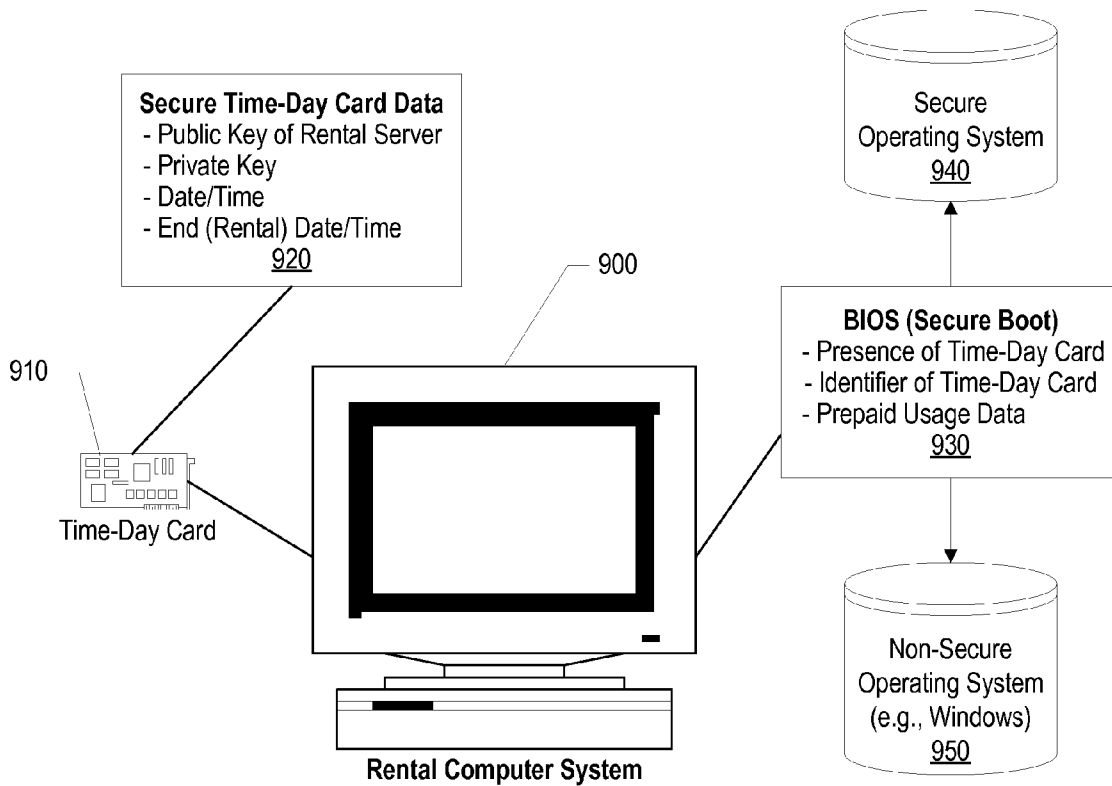 Secure Time-Day Card Data
- Public Key of Rental Server
- Private Key
- Date/Time
- End (Rental) Date/Time
920
900
910
Time-Day Card
Rental Computer System
Secure
Operating System
940
BIOS (Secure Boot)
- Presence of Time-Day Card
- Identifier of Time-Day Card
- Prepaid Usage Data
930
Non-Secure
Operating System
(e.g., Windows)
950